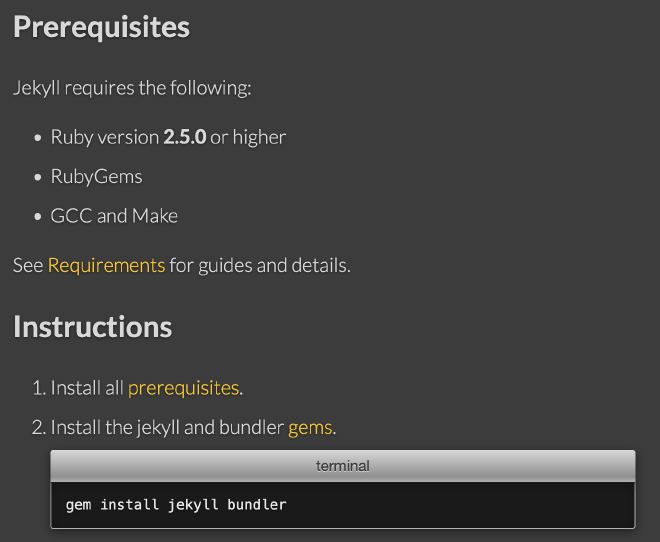 Prerequisites
Jekyll requires the following:
• Ruby version 2.5.0 or higher
• RubyGems
• GCC and Make
See Requirements for guides and details.
Instructions
1. Install all prerequisites.
2. Install the jekyll and bundler gems.
terminal
gem install jekyll bundler